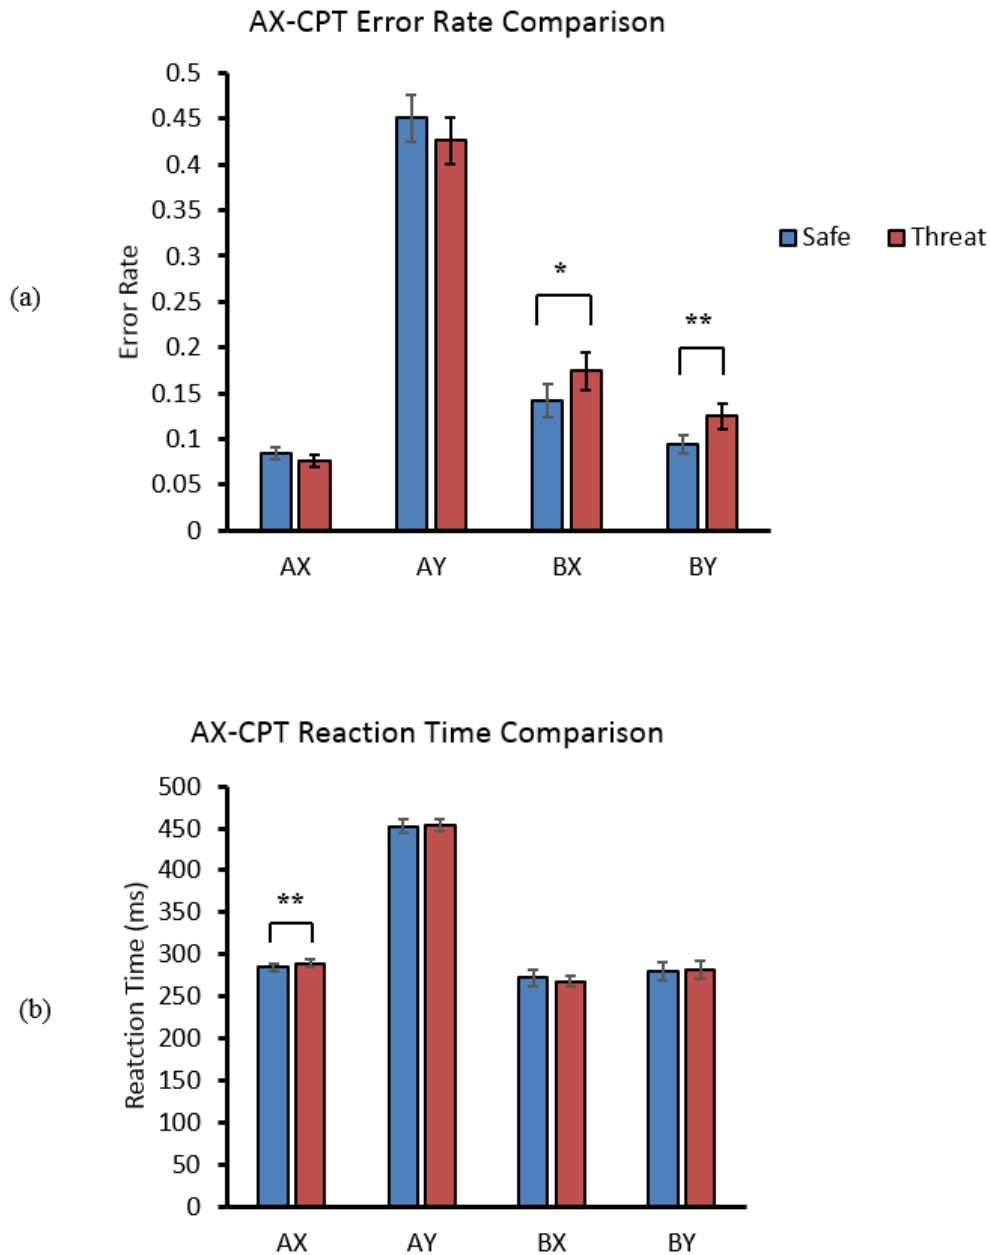 AX-CPT Error Rate Comparison
0.5
0.45
0.4
0.35
0.3
0.25
0.2
0.15
0.1
0.05
0
Error Rate
(a)
*
**
Safe Threat
AX AY BX BY
AX-CPT Reaction Time Comparison
500
450
400
350
300
250
200
150
100
50
0
Reatction Time (ms)
(b)
**
AX AY BX BY